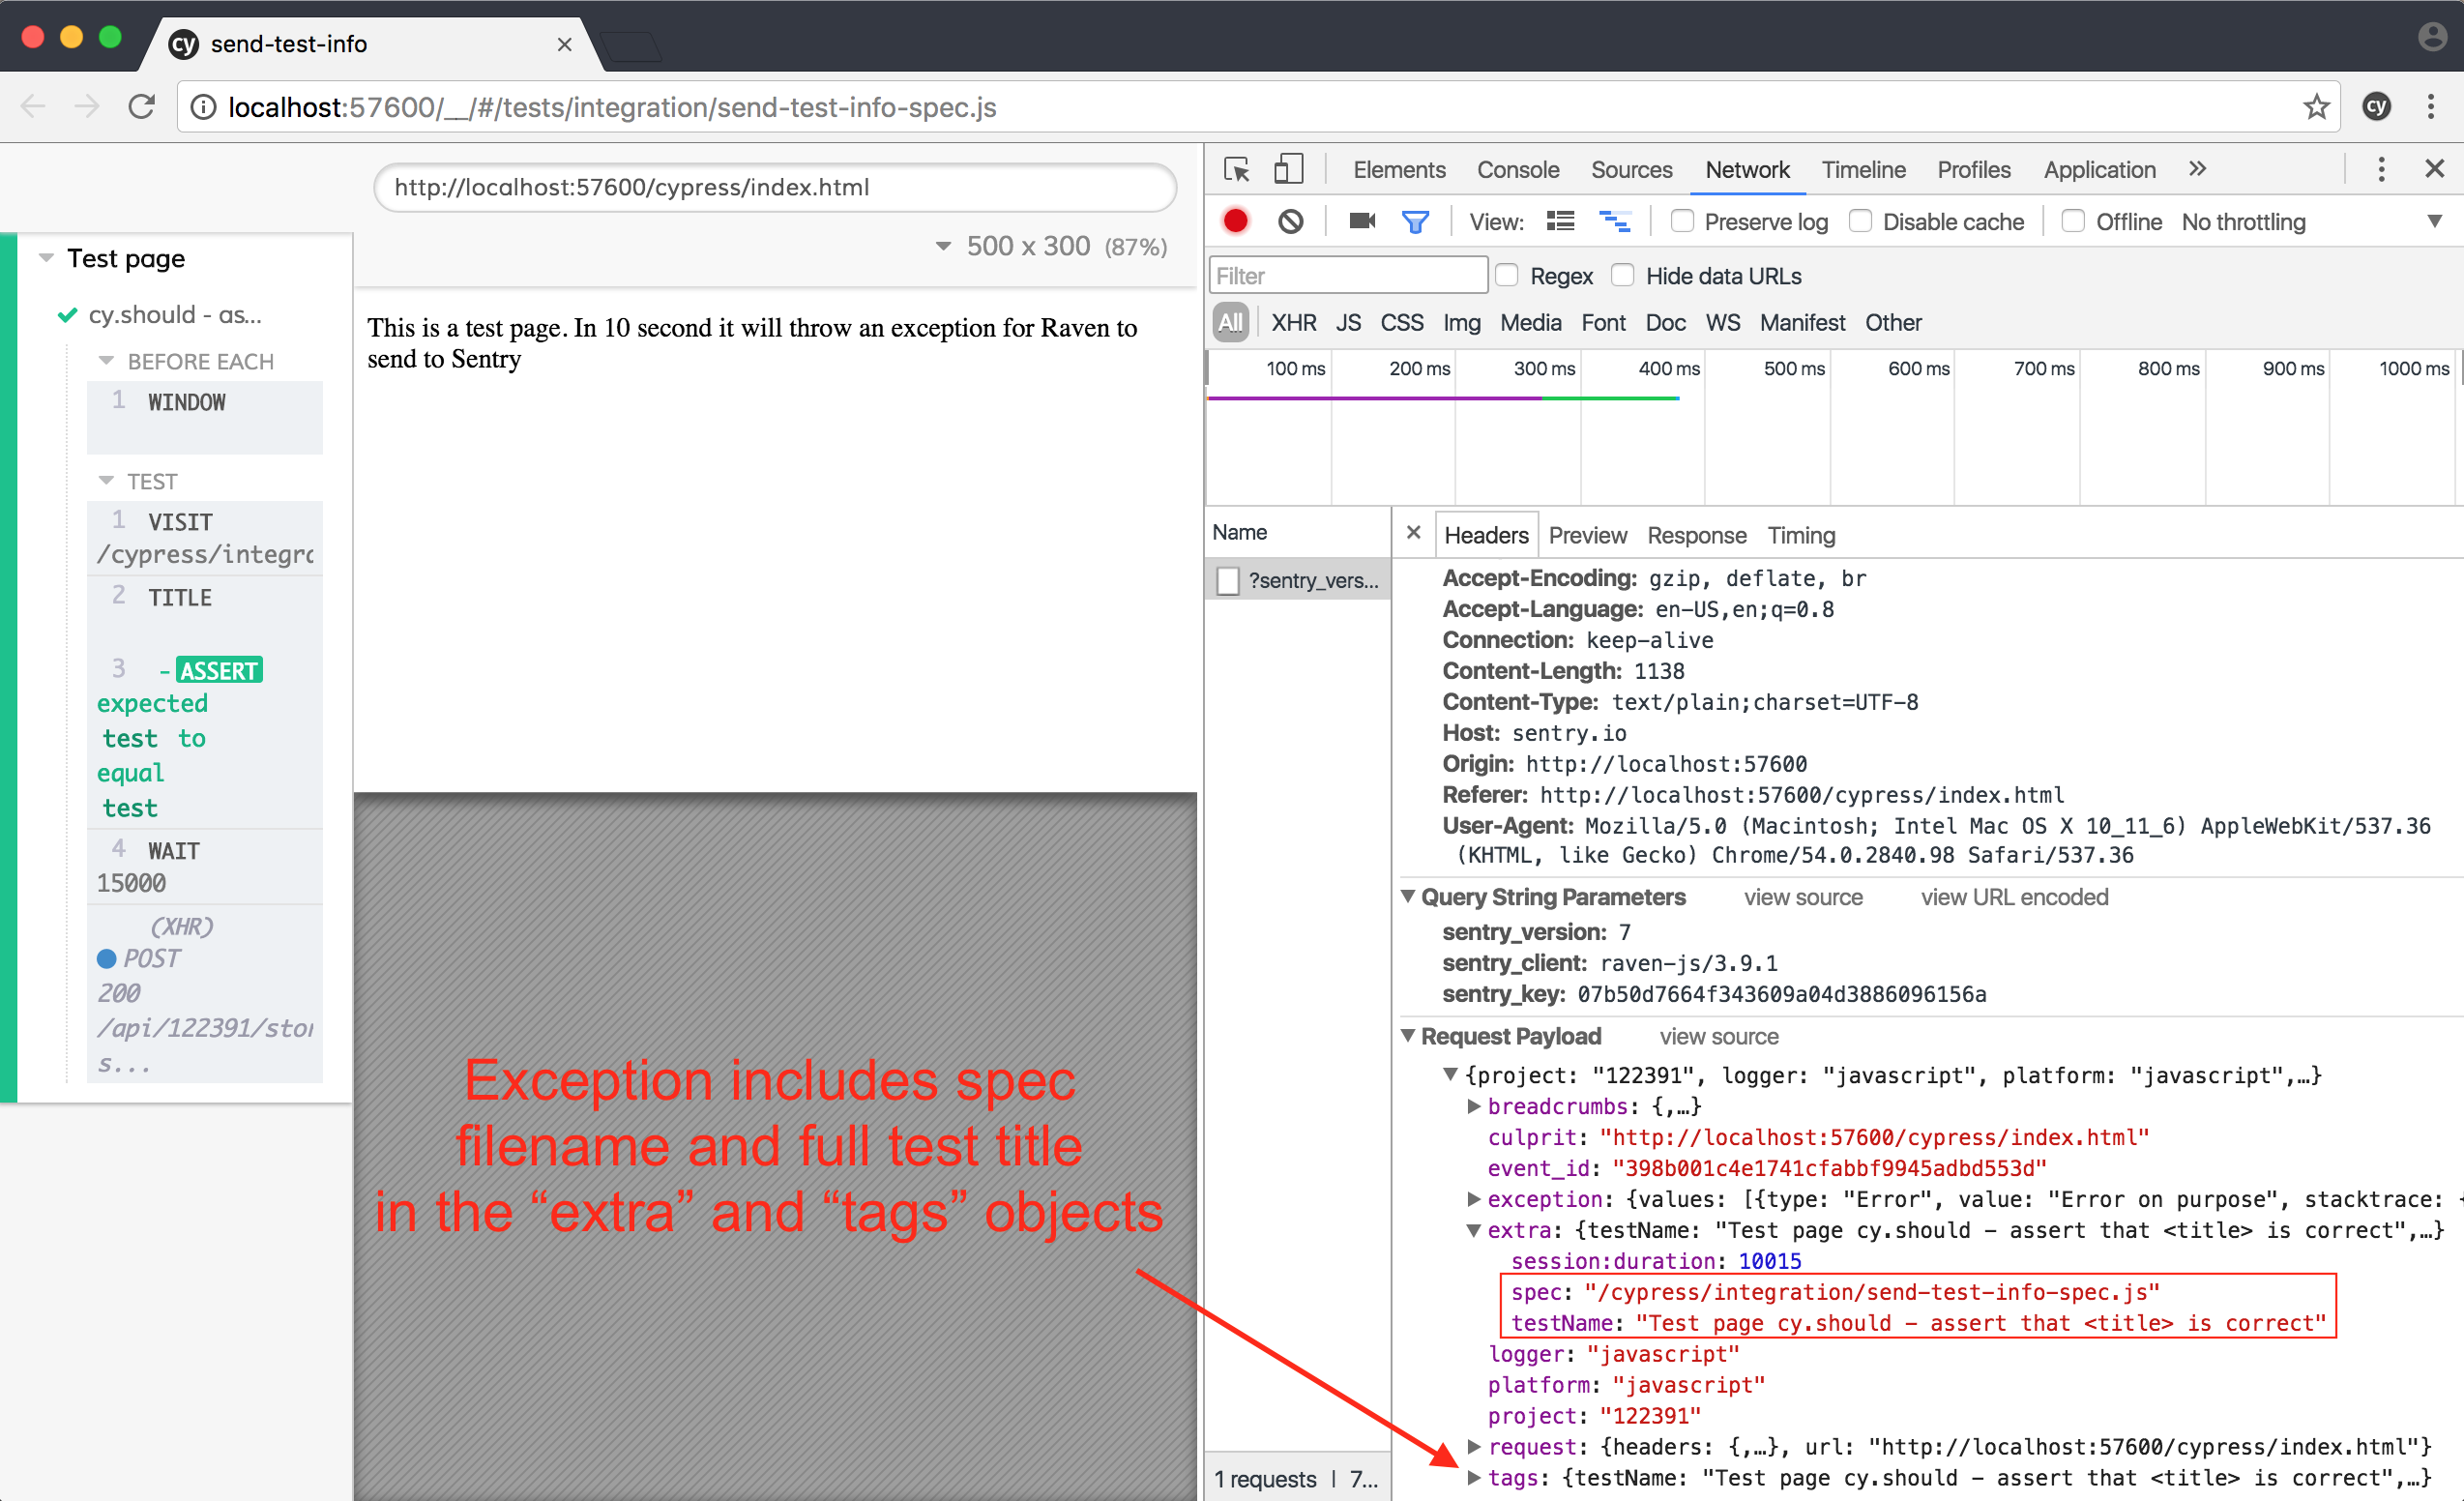 send-test-info
localhost:57600/__/#/tests/integration/send-test-info-spec.js
http://localhost:57600/cypress/index.html
500 x 300 (87%)
Test page
cy.should - as...
BEFORE EACH
1 WINDOW
TEST
1 VISIT
/cypress/integra
2 TITLE
3 - ASSERT
expected
test to
equal
test
4 WAIT
15000
(XHR)
POST
200
/api/122391/stor
s...
This is a test page. In 10 second it will throw an exception for Raven to
send to Sentry
Exception includes spec
filename and full test title
in the “extra” and “tags” objects
Elements Console Sources Network Timeline Profiles Application »
View: Preserve log Disable cache Offline No throttling
Filter Regex Hide data URLs
All XHR JS CSS Img Media Font Doc WS Manifest Other
100 ms 200 ms 300 ms 400 ms 500 ms 600 ms 700 ms 800 ms 900 ms 1000 ms
Name
?sentry_vers...
1 requests | 7...
Headers Preview Response Timing
Accept-Encoding: gzip, deflate, br
Accept-Language: en-US,en;q=0.8
Connection: keep-alive
Content-Length: 1138
Content-Type: text/plain;charset=UTF-8
Host: sentry.io
Origin: http://localhost:57600
Referer: http://localhost:57600/cypress/index.html
User-Agent: Mozilla/5.0 (Macintosh; Intel Mac OS X 10_11_6) AppleWebKit/537.36
(KHTML, like Gecko) Chrome/54.0.2840.98 Safari/537.36
Query String Parameters view source view URL encoded
sentry_version: 7
sentry_client: raven-js/3.9.1
sentry_key: 07b50d7664f343609a04d3886096156a
Request Payload view source
{project: "122391", logger: "javascript", platform: "javascript",…}
breadcrumbs: {,…}
culprit: "http://localhost:57600/cypress/index.html"
event_id: "398b001c4e1741cfabbf9945adbd553d"
exception: {values: [{type: "Error", value: "Error on purpose", stacktrace: {
extra: {testName: "Test page cy.should - assert that <title> is correct",…}
session:duration: 10015
spec: "/cypress/integration/send-test-info-spec.js"
testName: "Test page cy.should - assert that <title> is correct"
logger: "javascript"
platform: "javascript"
project: "122391"
request: {headers: {,…}, url: "http://localhost:57600/cypress/index.html"}
tags: {testName: "Test page cy.should - assert that <title> is correct",…}